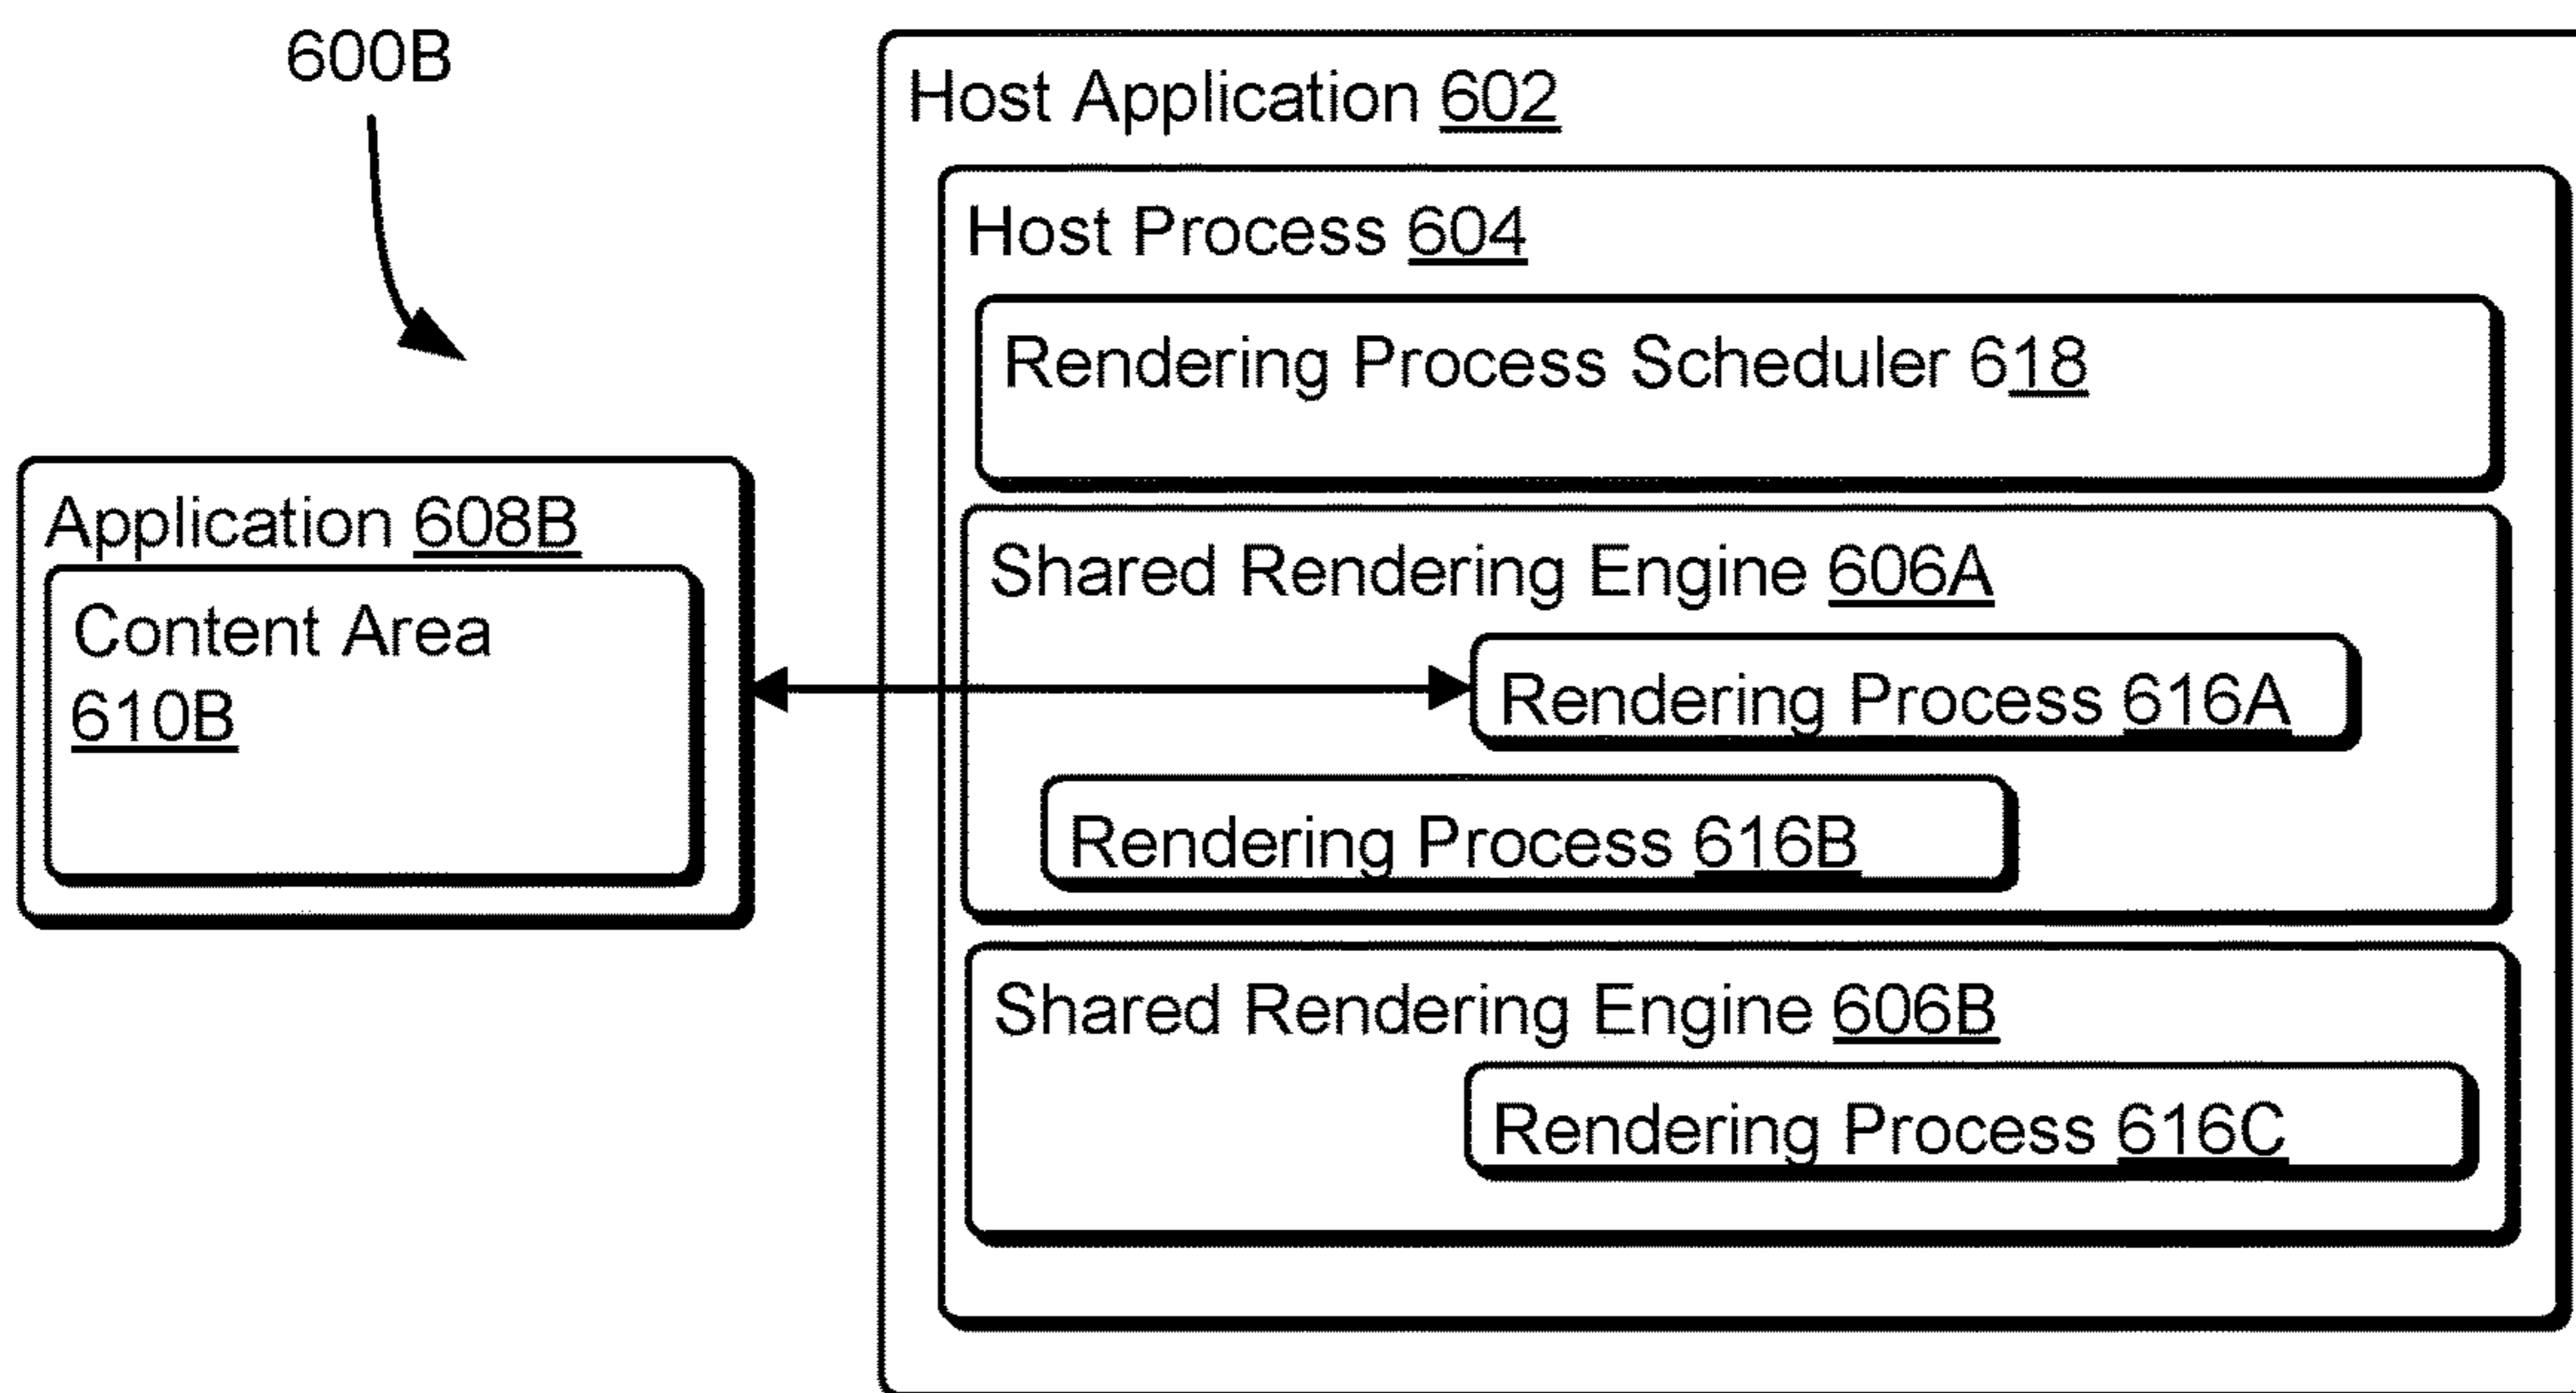 600B
Host Application 602
Host Process 604
Rendering Process Scheduler 618
Application 608B
Content Area
610B
Shared Rendering Engine 606A
Rendering Process 616A
Rendering Process 616B
Shared Rendering Engine 606B
Rendering Process 616C